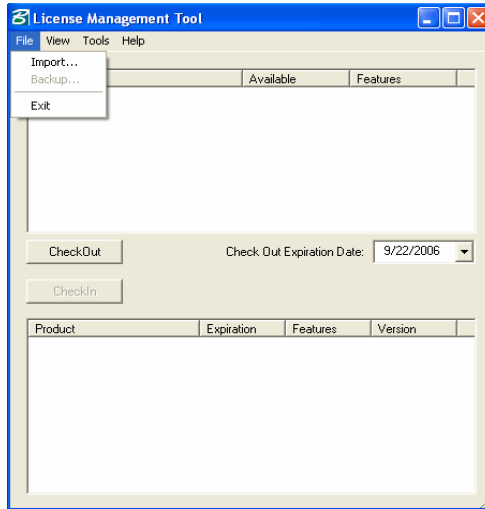 License Management Tool
File View Tools Help
Import...
Backup...
Exit
Available Features
CheckOut Check Out Expiration Date: 9/22/2006
CheckIn
Product Expiration Features Version